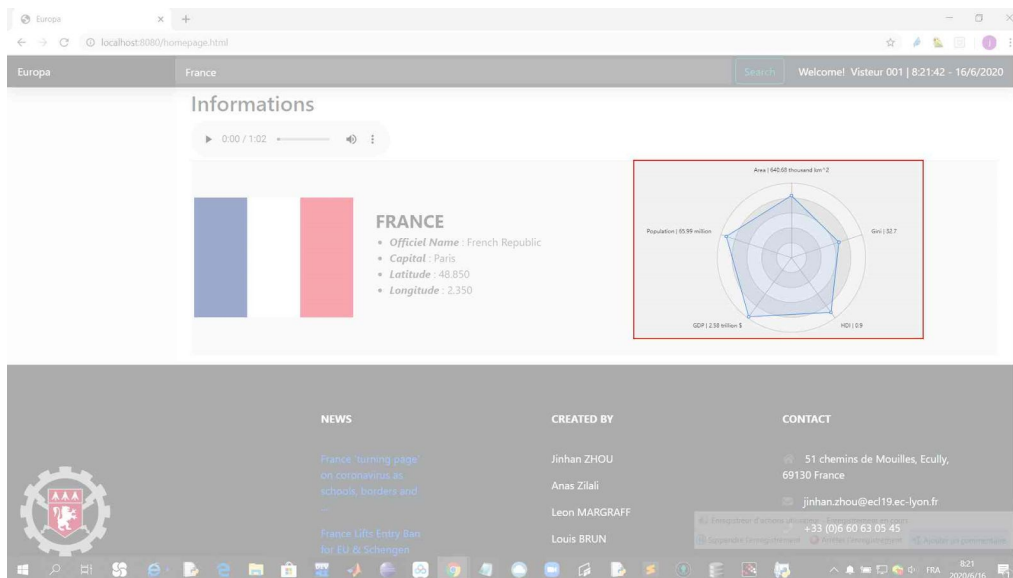 Europa
localhost:8080/homepage.html
Europa
France
Search
Welcome! Visteur 001 | 8:21:42 - 16/6/2020
Informations
0:00 / 1:02
FRANCE
Officiel Name : French Republic
Capital : Paris
Latitude : 48.850
Longitude : 2.350
Area | 640.68 thousand km^2
Population | 65.99 million
Gini | 52.7
GDP | 2.58 trillion $
HDI | 0.9
NEWS
France 'turning page'
on coronavirus as
schools, borders and
...
France Lifts Entry Ban
for EU & Schengen
CREATED BY
Jinhan ZHOU
Anas Zilali
Leon MARGRAFF
Louis BRUN
CONTACT
51 chemins de Mouilles, Ecully,
69130 France
jinhan.zhou@ecl19.ec-lyon.fr
+33 (0)6 60 63 05 45
FRA
8:21
2020/6/16